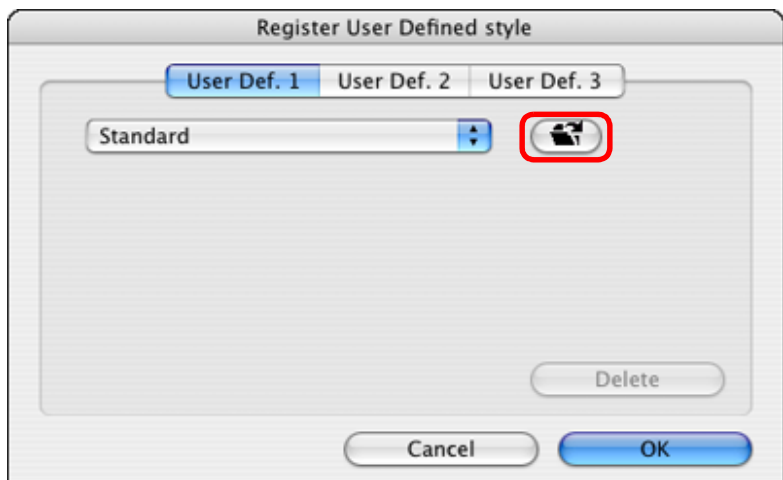 Register User Defined style
User Def. 1 User Def. 2 User Def. 3
Standard
Delete
Cancel OK